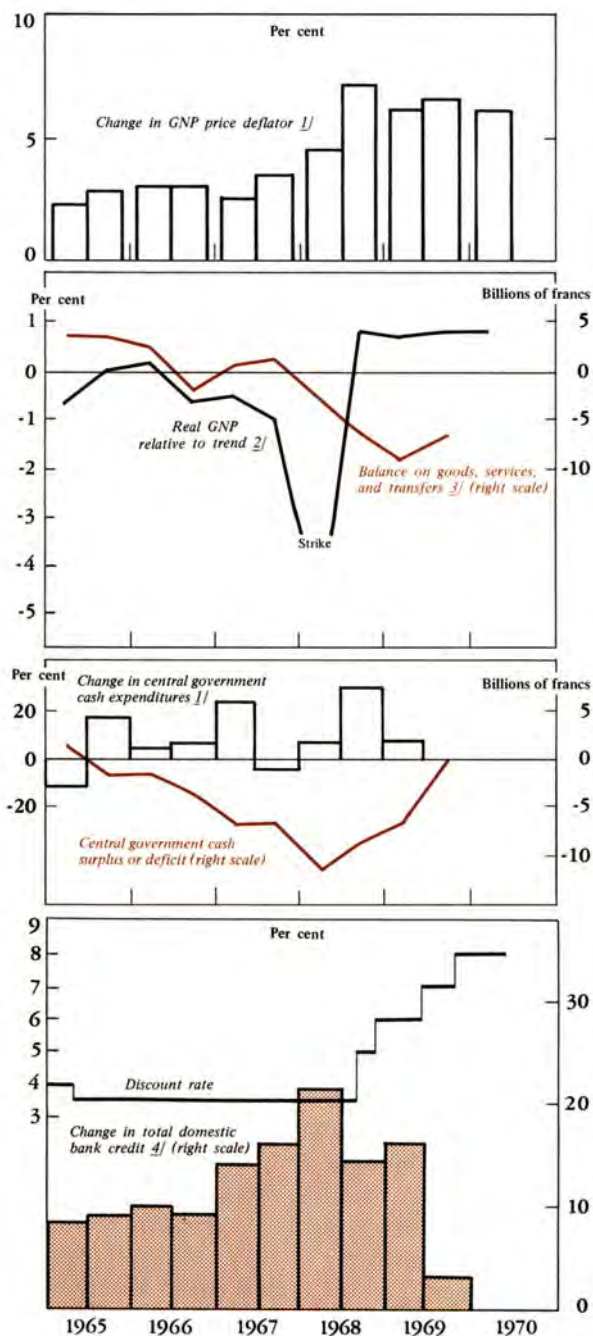 10
Per cent
Change in GNP price deflator 1/
5
0
Per cent
Billions of francs
1
5
0
0
-1
Real GNP
relative to trend 2/
-5
-2
Balance on goods, services,
and transfers 3/ (right scale)
-10
-3
Strike
-4
-5
Per cent
Change in central government
cash expenditures 1/
Billions of francs
20
5
0
0
-20
-5
Central government cash
surplus or deficit (right scale)
-10
9
Per cent
8
7
30
6
5
4
Discount rate
3
20
Change in total domestic
bank credit 4/ (right scale)
10
0
1965 1966 1967 1968 1969 1970